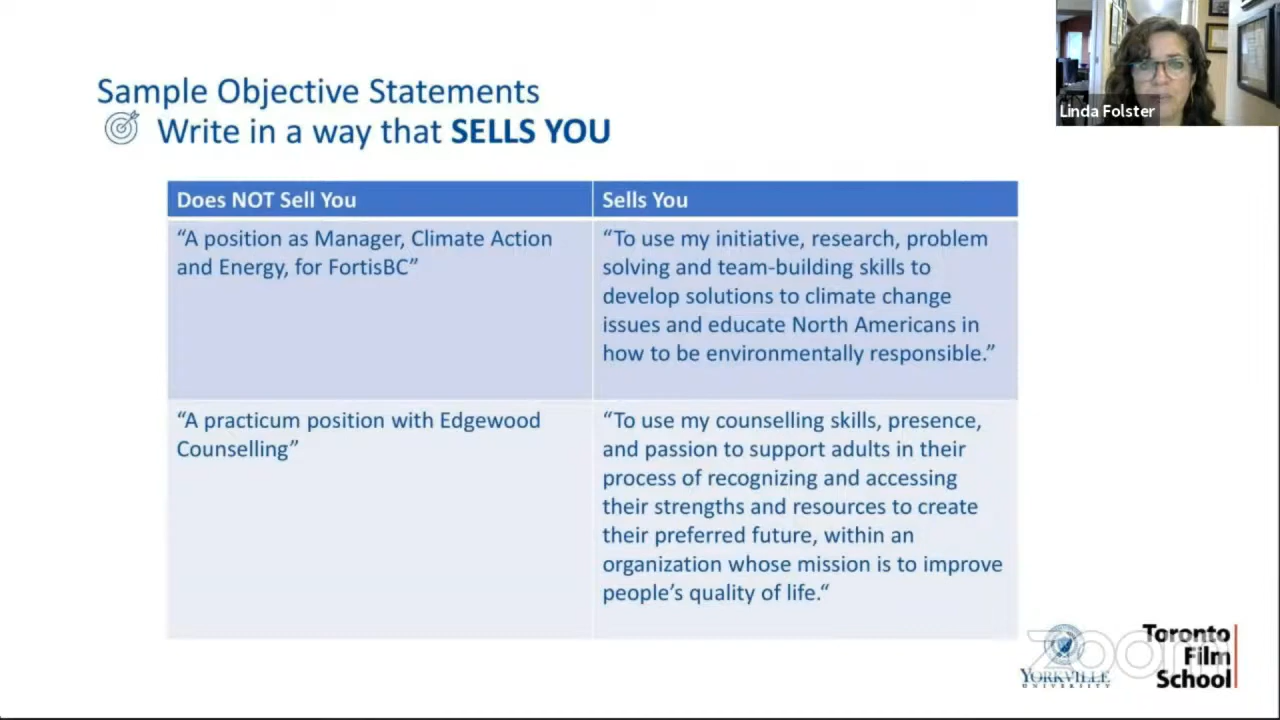 Sample Objective Statements
Write in a way that SELLS YOU
Linda Folster
Does NOT Sell You
Sells You
“A position as Manager, Climate Action
and Energy, for FortisBC”
“To use my initiative, research, problem
solving and team-building skills to
develop solutions to climate change
issues and educate North Americans in
how to be environmentally responsible.”
“A practicum position with Edgewood
Counselling”
“To use my counselling skills, presence,
and passion to support adults in their
process of recognizing and accessing
their strengths and resources to create
their preferred future, within an
organization whose mission is to improve
people’s quality of life.“
zoom
YORKVILLE
UNIVERSITY
Toronto
Film
School